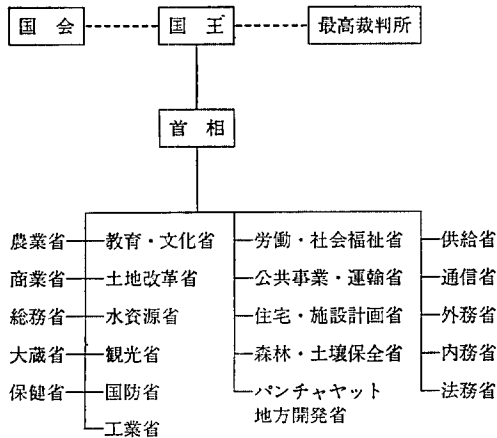 国会 国王 最高裁判所
首相
農業省 教育・文化省 労働・社会福祉省 供給省
商業省 土地改革省 公共事業・運輸省 通信省
総務省 水資源省 住宅・施設計画省 外務省
大蔵省 観光省 森林・土壌保全省 内務省
保健省 国防省 パンチャヤット 法務省
地方開発省
工業省